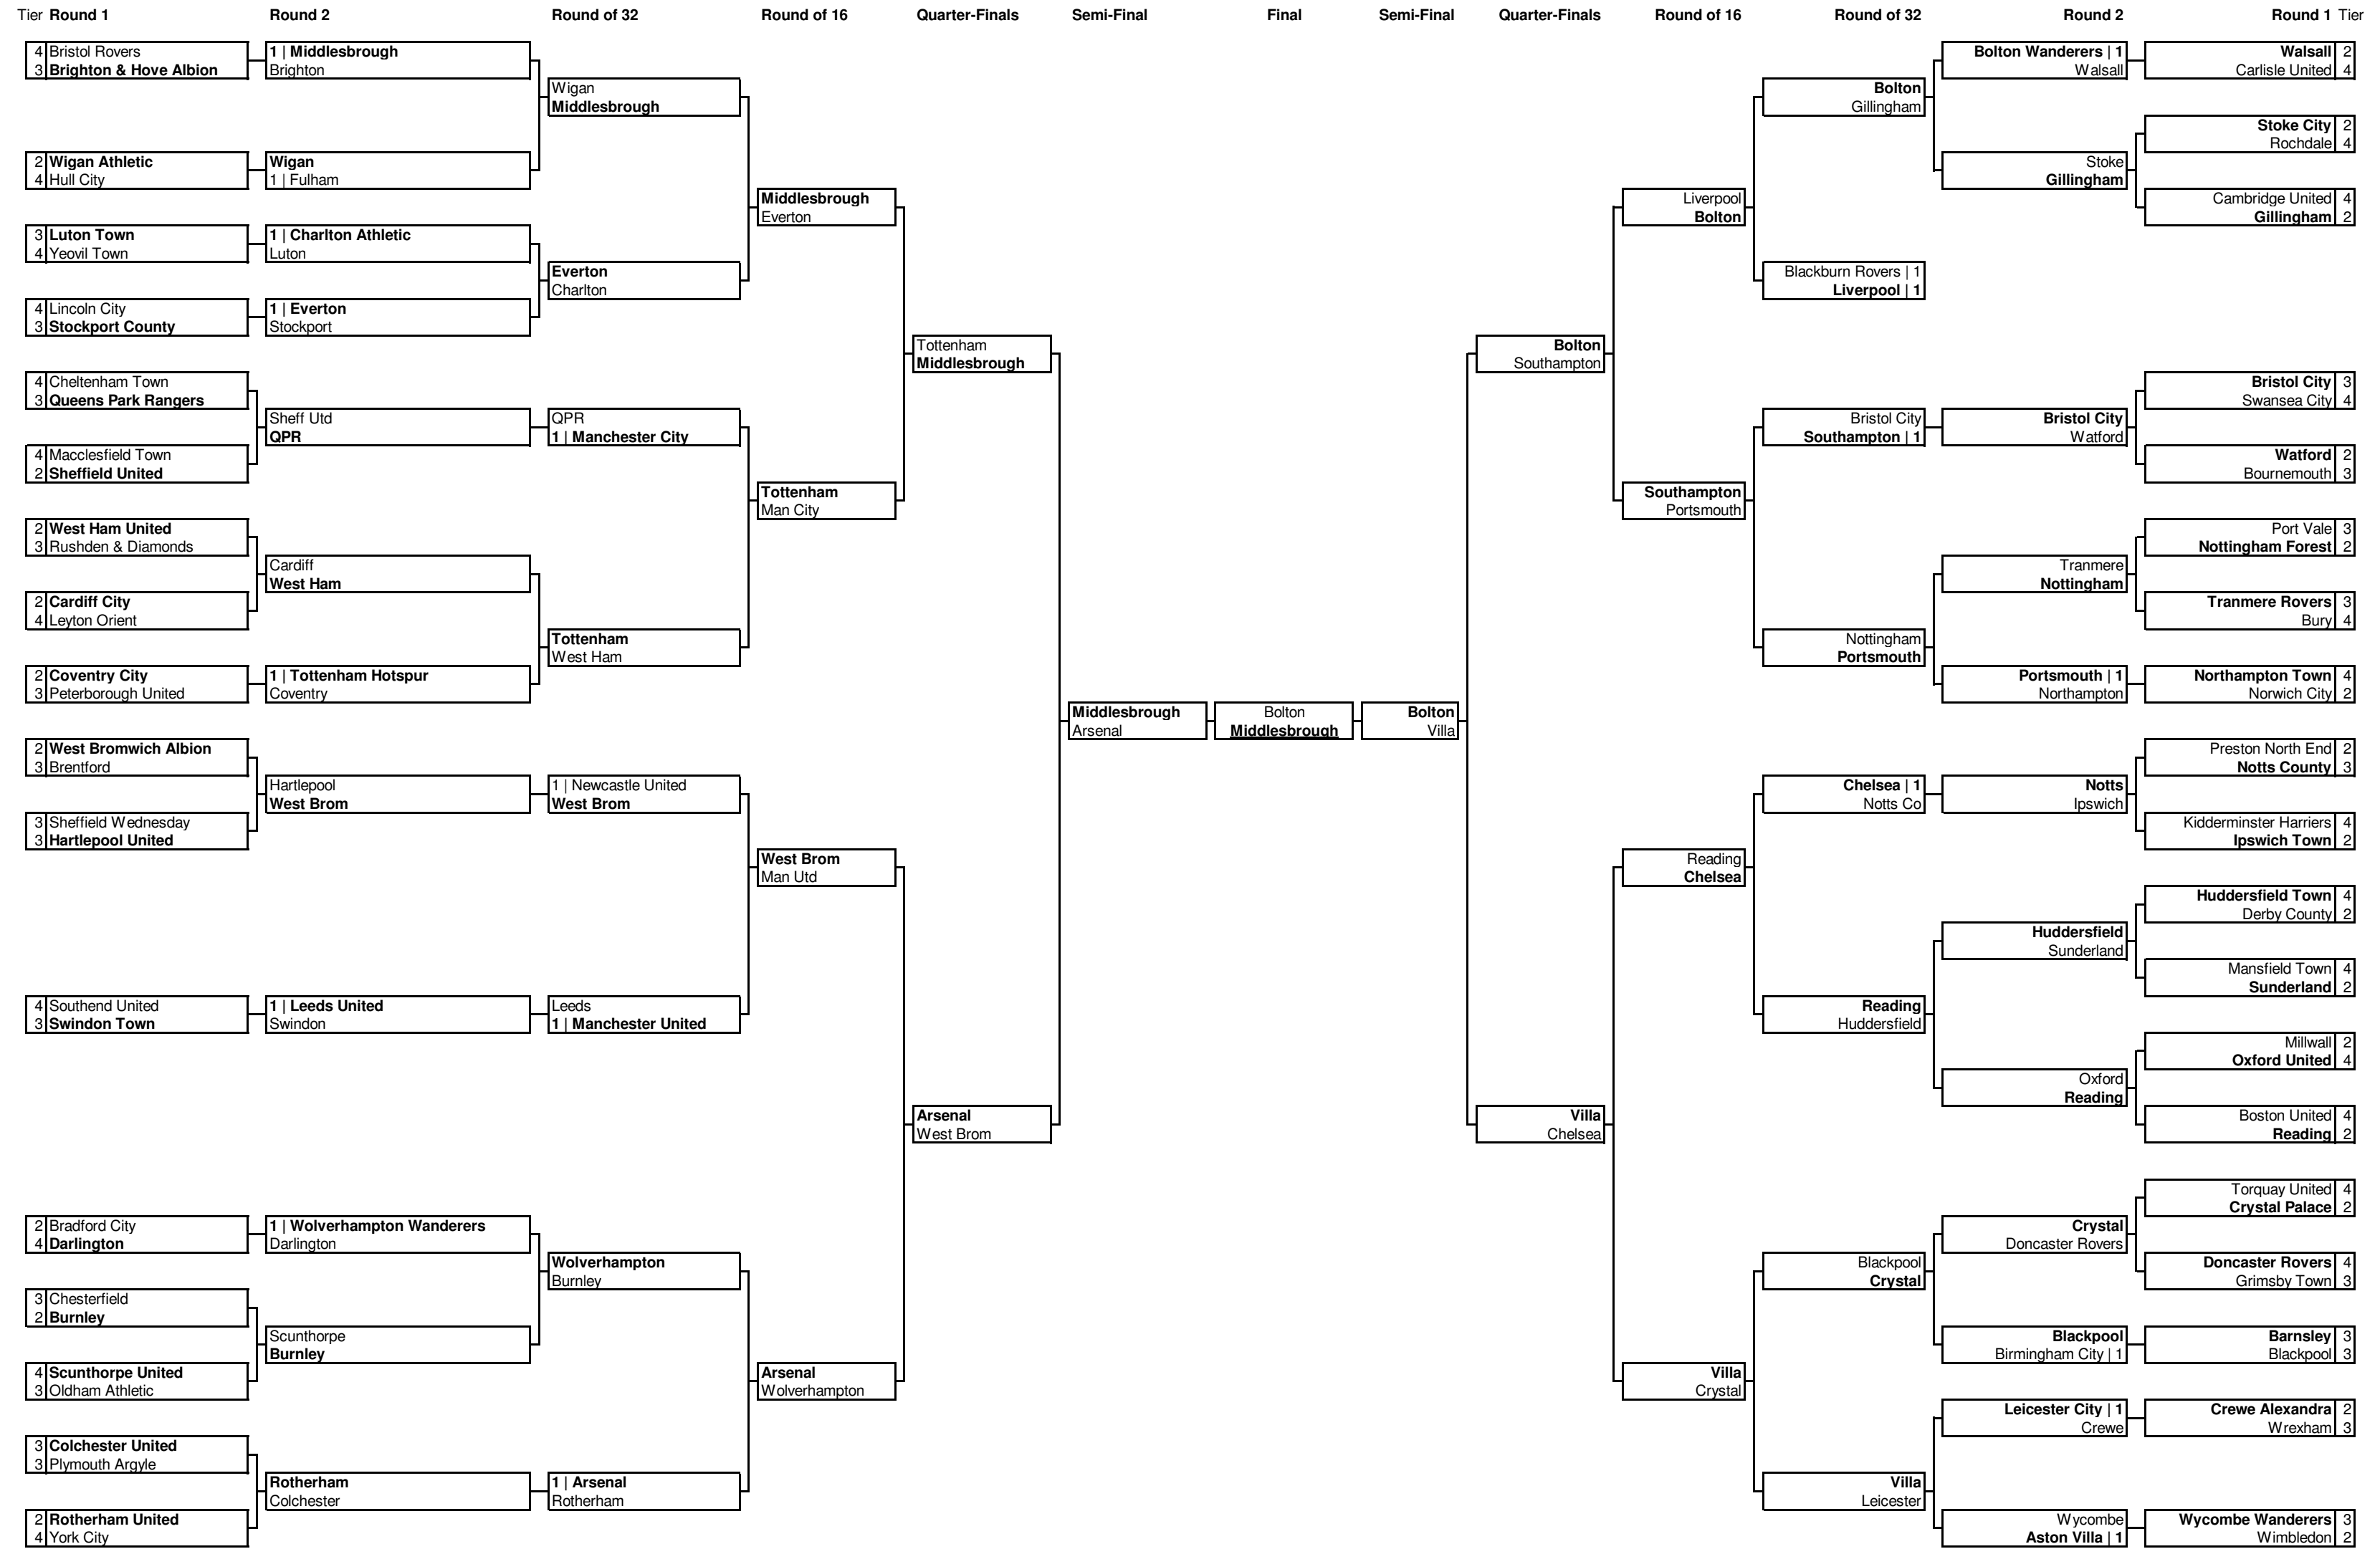 Tier Round 1 Round 2 Round of 32 Round of 16 Quarter-Finals Semi-Final Final Semi-Final Quarter-Finals Round of 16 Round of 32 Round 2 Round 1 Tier
4 Bristol Rovers
3 Brighton & Hove Albion
2 Wigan Athletic
4 Hull City
3 Luton Town
4 Yeovil Town
4 Lincoln City
3 Stockport County
4 Cheltenham Town
3 Queens Park Rangers
4 Macclesfield Town
2 Sheffield United
2 West Ham United
3 Rushden & Diamonds
2 Cardiff City
4 Leyton Orient
2 Coventry City
3 Peterborough United
2 West Bromwich Albion
3 Brentford
3 Sheffield Wednesday
3 Hartlepool United
4 Southend United
3 Swindon Town
2 Bradford City
4 Darlington
3 Chesterfield
2 Burnley
4 Scunthorpe United
3 Oldham Athletic
3 Colchester United
3 Plymouth Argyle
2 Rotherham United
4 York City
1 | Middlesbrough
Brighton
Wigan
1 | Fulham
1 | Charlton Athletic
Luton
1 | Everton
Stockport
Sheff Utd
QPR
Cardiff
West Ham
1 | Tottenham Hotspur
Coventry
Hartlepool
West Brom
1 | Leeds United
Swindon
1 | Wolverhampton Wanderers
Darlington
Scunthorpe
Burnley
Rotherham
Colchester
Wigan
Middlesbrough
Everton
Charlton
QPR
1 | Manchester City
Tottenham
West Ham
1 | Newcastle United
West Brom
Leeds
1 | Manchester United
Wolverhampton
Burnley
1 | Arsenal
Rotherham
Middlesbrough
Everton
Tottenham
Man City
West Brom
Man Utd
Arsenal
Wolverhampton
Tottenham
Middlesbrough
Arsenal
West Brom
Middlesbrough
Arsenal
Bolton
Middlesbrough
Bolton
Villa
Bolton
Southampton
Villa
Chelsea
Liverpool
Bolton
Southampton
Portsmouth
Reading
Chelsea
Villa
Crystal
Bolton
Gillingham
Blackburn Rovers | 1
Liverpool | 1
Bristol City
Southampton | 1
Nottingham
Portsmouth
Chelsea | 1
Notts Co
Reading
Huddersfield
Blackpool
Crystal
Villa
Leicester
Bolton Wanderers | 1
Walsall
Stoke
Gillingham
Bristol City
Watford
Tranmere
Nottingham
Portsmouth | 1
Northampton
Notts
Ipswich
Huddersfield
Sunderland
Oxford
Reading
Crystal
Doncaster Rovers
Blackpool
Birmingham City | 1
Leicester City | 1
Crewe
Wycombe
Aston Villa | 1
Walsall 2
Carlisle United 4
Stoke City 2
Rochdale 4
Cambridge United 4
Gillingham 2
Bristol City 3
Swansea City 4
Watford 2
Bournemouth 3
Port Vale 3
Nottingham Forest 2
Tranmere Rovers 3
Bury 4
Northampton Town 4
Norwich City 2
Preston North End 2
Notts County 3
Kidderminster Harriers 4
Ipswich Town 2
Huddersfield Town 4
Derby County 2
Mansfield Town 4
Sunderland 2
Millwall 2
Oxford United 4
Boston United 4
Reading 2
Torquay United 4
Crystal Palace 2
Doncaster Rovers 4
Grimsby Town 3
Barnsley 3
Blackpool 3
Crewe Alexandra 2
Wrexham 3
Wycombe Wanderers 3
Wimbledon 2